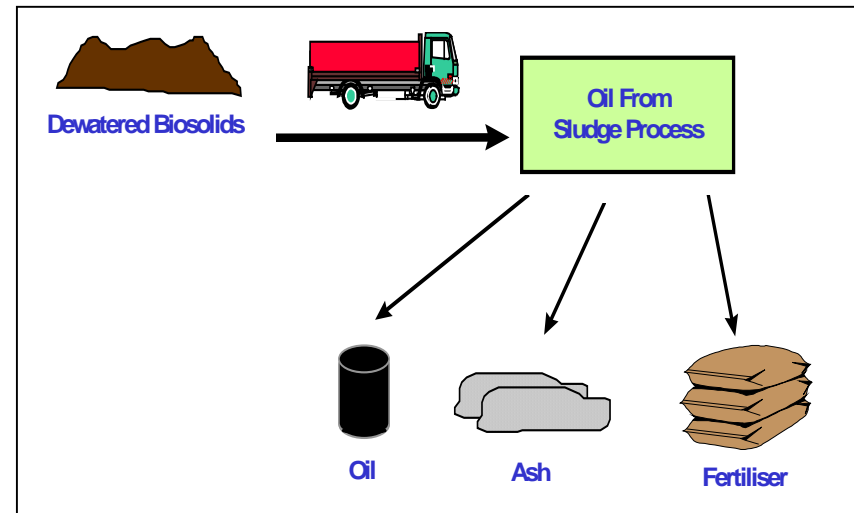 Dewatered Biosolids
Oil From
Sludge Process
Oil
Ash
Fertiliser